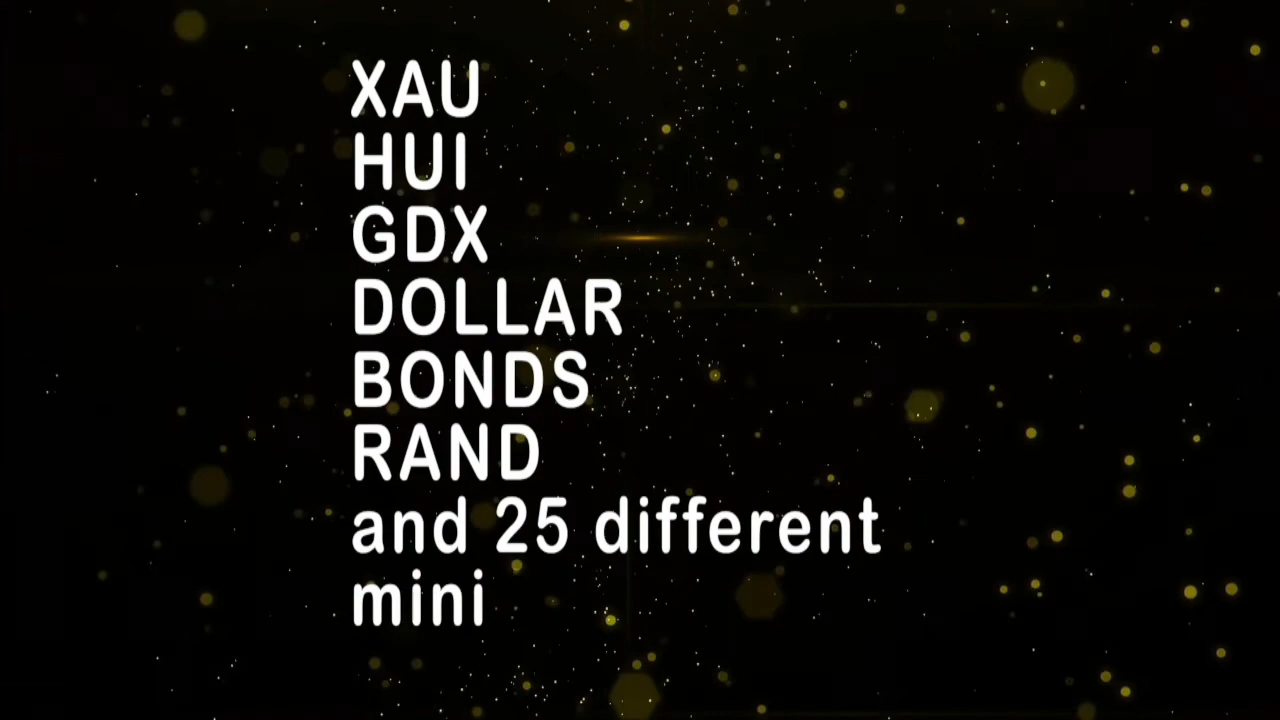 XAU
HUI
GDX
DOLLAR
BONDS
RAND
and 25 different
mini